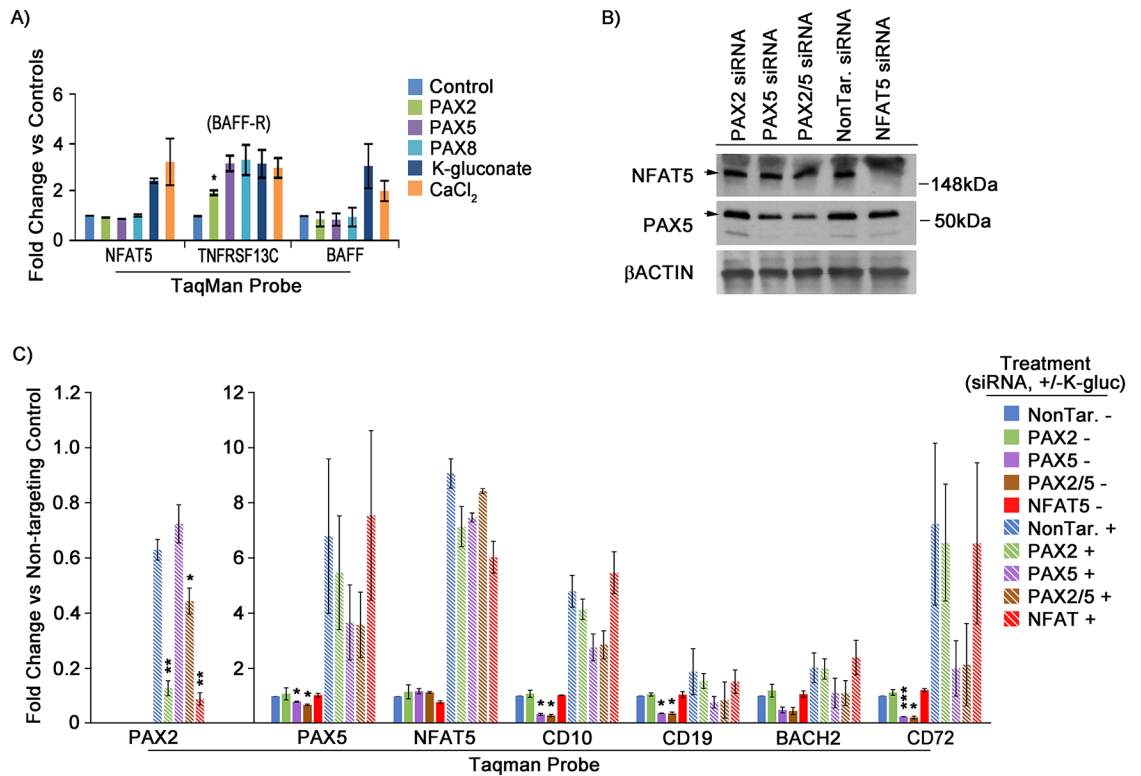 A)
Fold Change vs Controls
6
4
2
0
(BAFF-R)
*
NFAT5 TNFRSF13C BAFF
TaqMan Probe
Control
PAX2
PAX5
PAX8
K-gluconate
CaCl₂
B)
PAX2 siRNA
PAX5 siRNA
PAX2/5 siRNA
NonTar. siRNA
NFAT5 siRNA
NFAT5
-148kDa
PAX5
- 50kDa
βACTIN
C)
Fold Change vs Non-targeting Control
1.2
1.0
0.8
0.6
0.4
0.2
0
12
10
8
6
4
2
**
*
**
* *
* *
* *
*** *
PAX2 PAX5 NFAT5 CD10 CD19 BACH2 CD72
Taqman Probe
Treatment
(siRNA, +/-K-gluc)
NonTar. -
PAX2 -
PAX5 -
PAX2/5 -
NFAT5 -
NonTar. +
PAX2 +
PAX5 +
PAX2/5 +
NFAT +